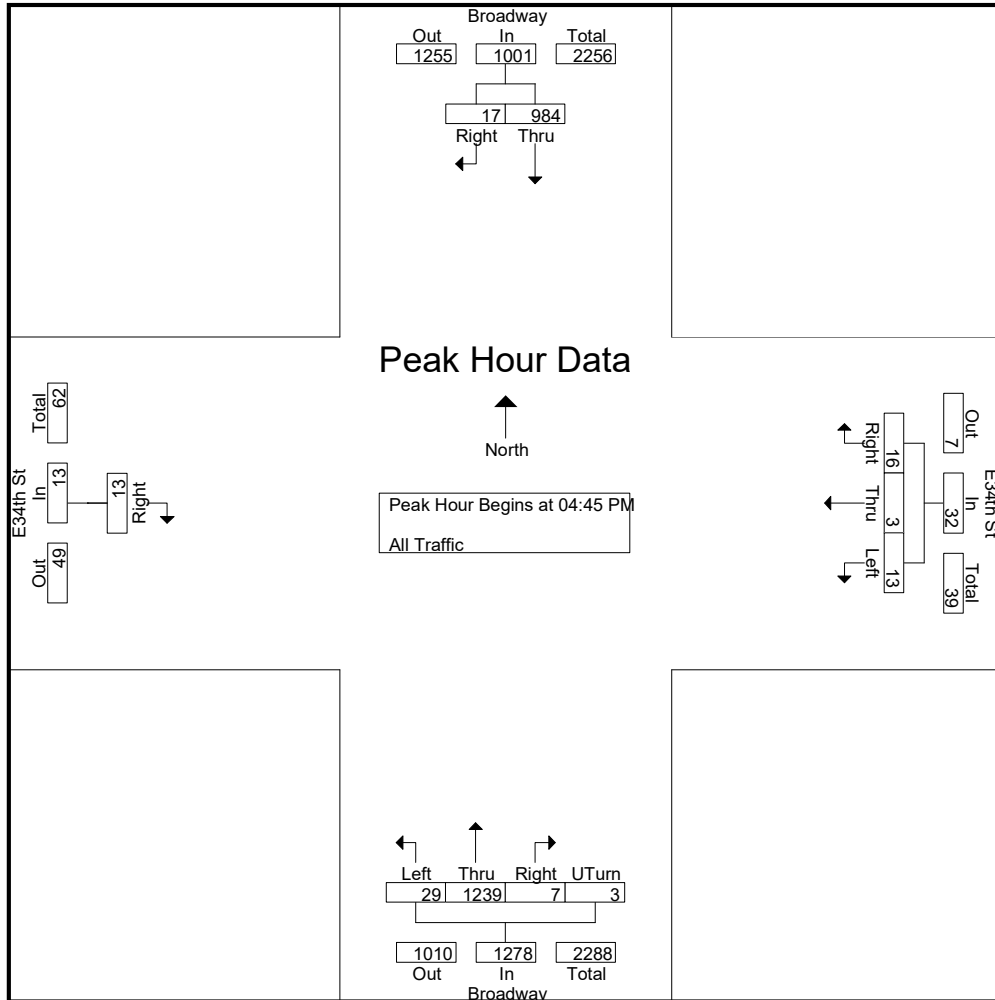 Broadway
Out In Total
1255 1001 2256
17 984
Right Thru
Peak Hour Data
North
Peak Hour Begins at 04:45 PM
All Traffic
E34th St
Total In Out
62 13 49
13
Right
Right Thru Left
16 3 13
Out In Total
7 32 39
E34th St
Left Thru Right UTurn
29 1239 7 3
1010 1278 2288
Out In Total
Broadway